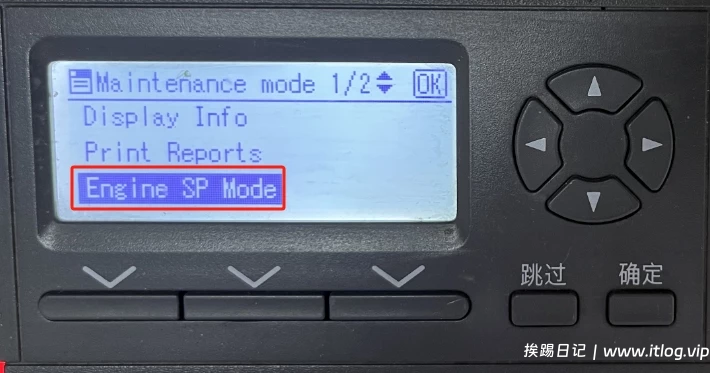 Maintenance mode 1/2 OK
Display Info
Print Reports
Engine SP Mode
跳过 确定
挨踢日记 | www.itlog.vip